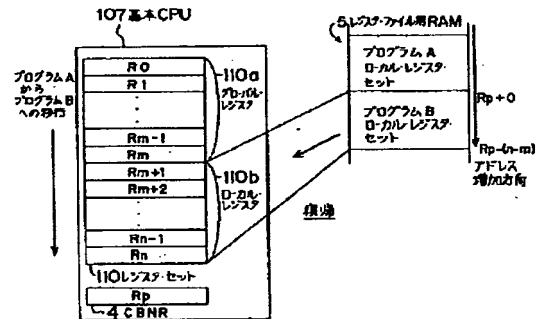 107基本CPU
プログラムA
から
プログラムB
への移行
R0
R1
Rm-1
Rm
Rm+1
Rm+2
Rn-1
Rn
110レジスタ・セット
Rp
4 CBNR
110a
グローバル・
レジスタ
110b
ローカル・
レジスタ
5レジスタ・ファイル用RAM
プログラム A
ローカル・レジスタ・
セット
プログラム B
ローカル・レジスタ・
セット
Rp+0
Rp-(n-m)
アドレス
増加方向